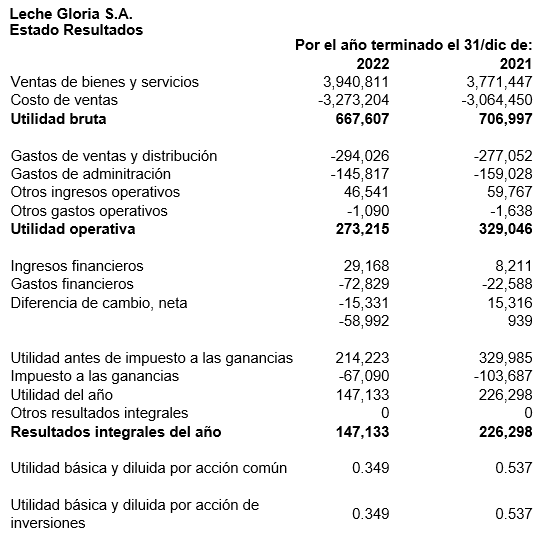 Leche Gloria S.A.
Estado Resultados
Por el año terminado el 31/dic de:
2022 2021
Ventas de bienes y servicios 3,940,811 3,771,447
Costo de ventas -3,273,204 -3,064,450
Utilidad bruta 667,607 706,997
Gastos de ventas y distribución -294,026 -277,052
Gastos de adminitración -145,817 -159,028
Otros ingresos operativos 46,541 59,767
Otros gastos operativos -1,090 -1,638
Utilidad operativa 273,215 329,046
Ingresos financieros 29,168 8,211
Gastos financieros -72,829 -22,588
Diferencia de cambio, neta -15,331 15,316
-58,992 939
Utilidad antes de impuesto a las ganancias 214,223 329,985
Impuesto a las ganancias -67,090 -103,687
Utilidad del año 147,133 226,298
Otros resultados integrales 0 0
Resultados integrales del año 147,133 226,298
Utilidad básica y diluida por acción común 0.349 0.537
Utilidad básica y diluida por acción de
inversiones 0.349 0.537